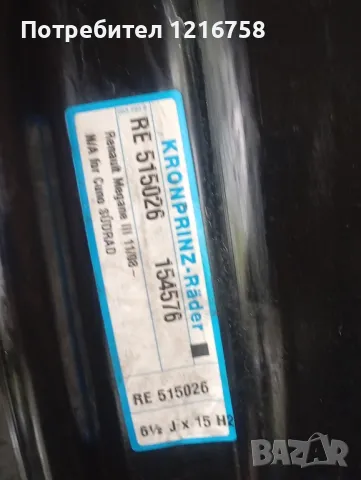 Потребител 1216758
KRONPRINZ-Räder
RE 515026 154576
Renault Megane III 11/08-
N/A for Cuno SÜDRAD
RE 515026
6½ J x 15 H2
BAZAR